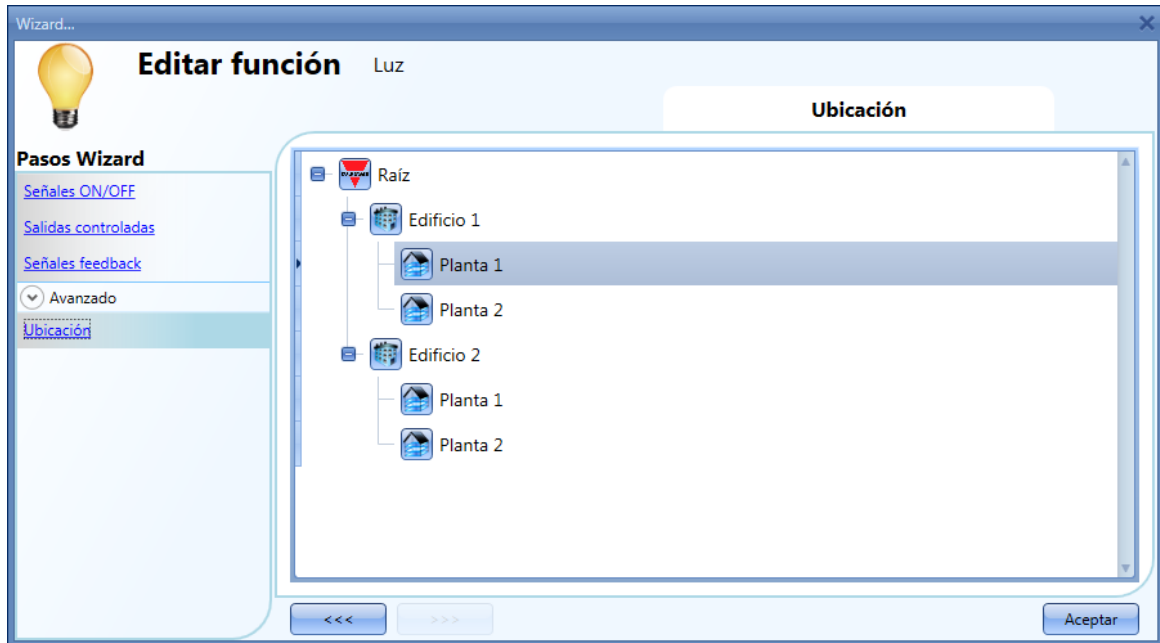 Wizard...
Editar función Luz
Ubicación
Pasos Wizard
Señales ON/OFF
Salidas controladas
Señales feedback
Avanzado
Ubicación
Raíz
Edificio 1
Planta 1
Planta 2
Edificio 2
Planta 1
Planta 2
<<< >>>
Aceptar